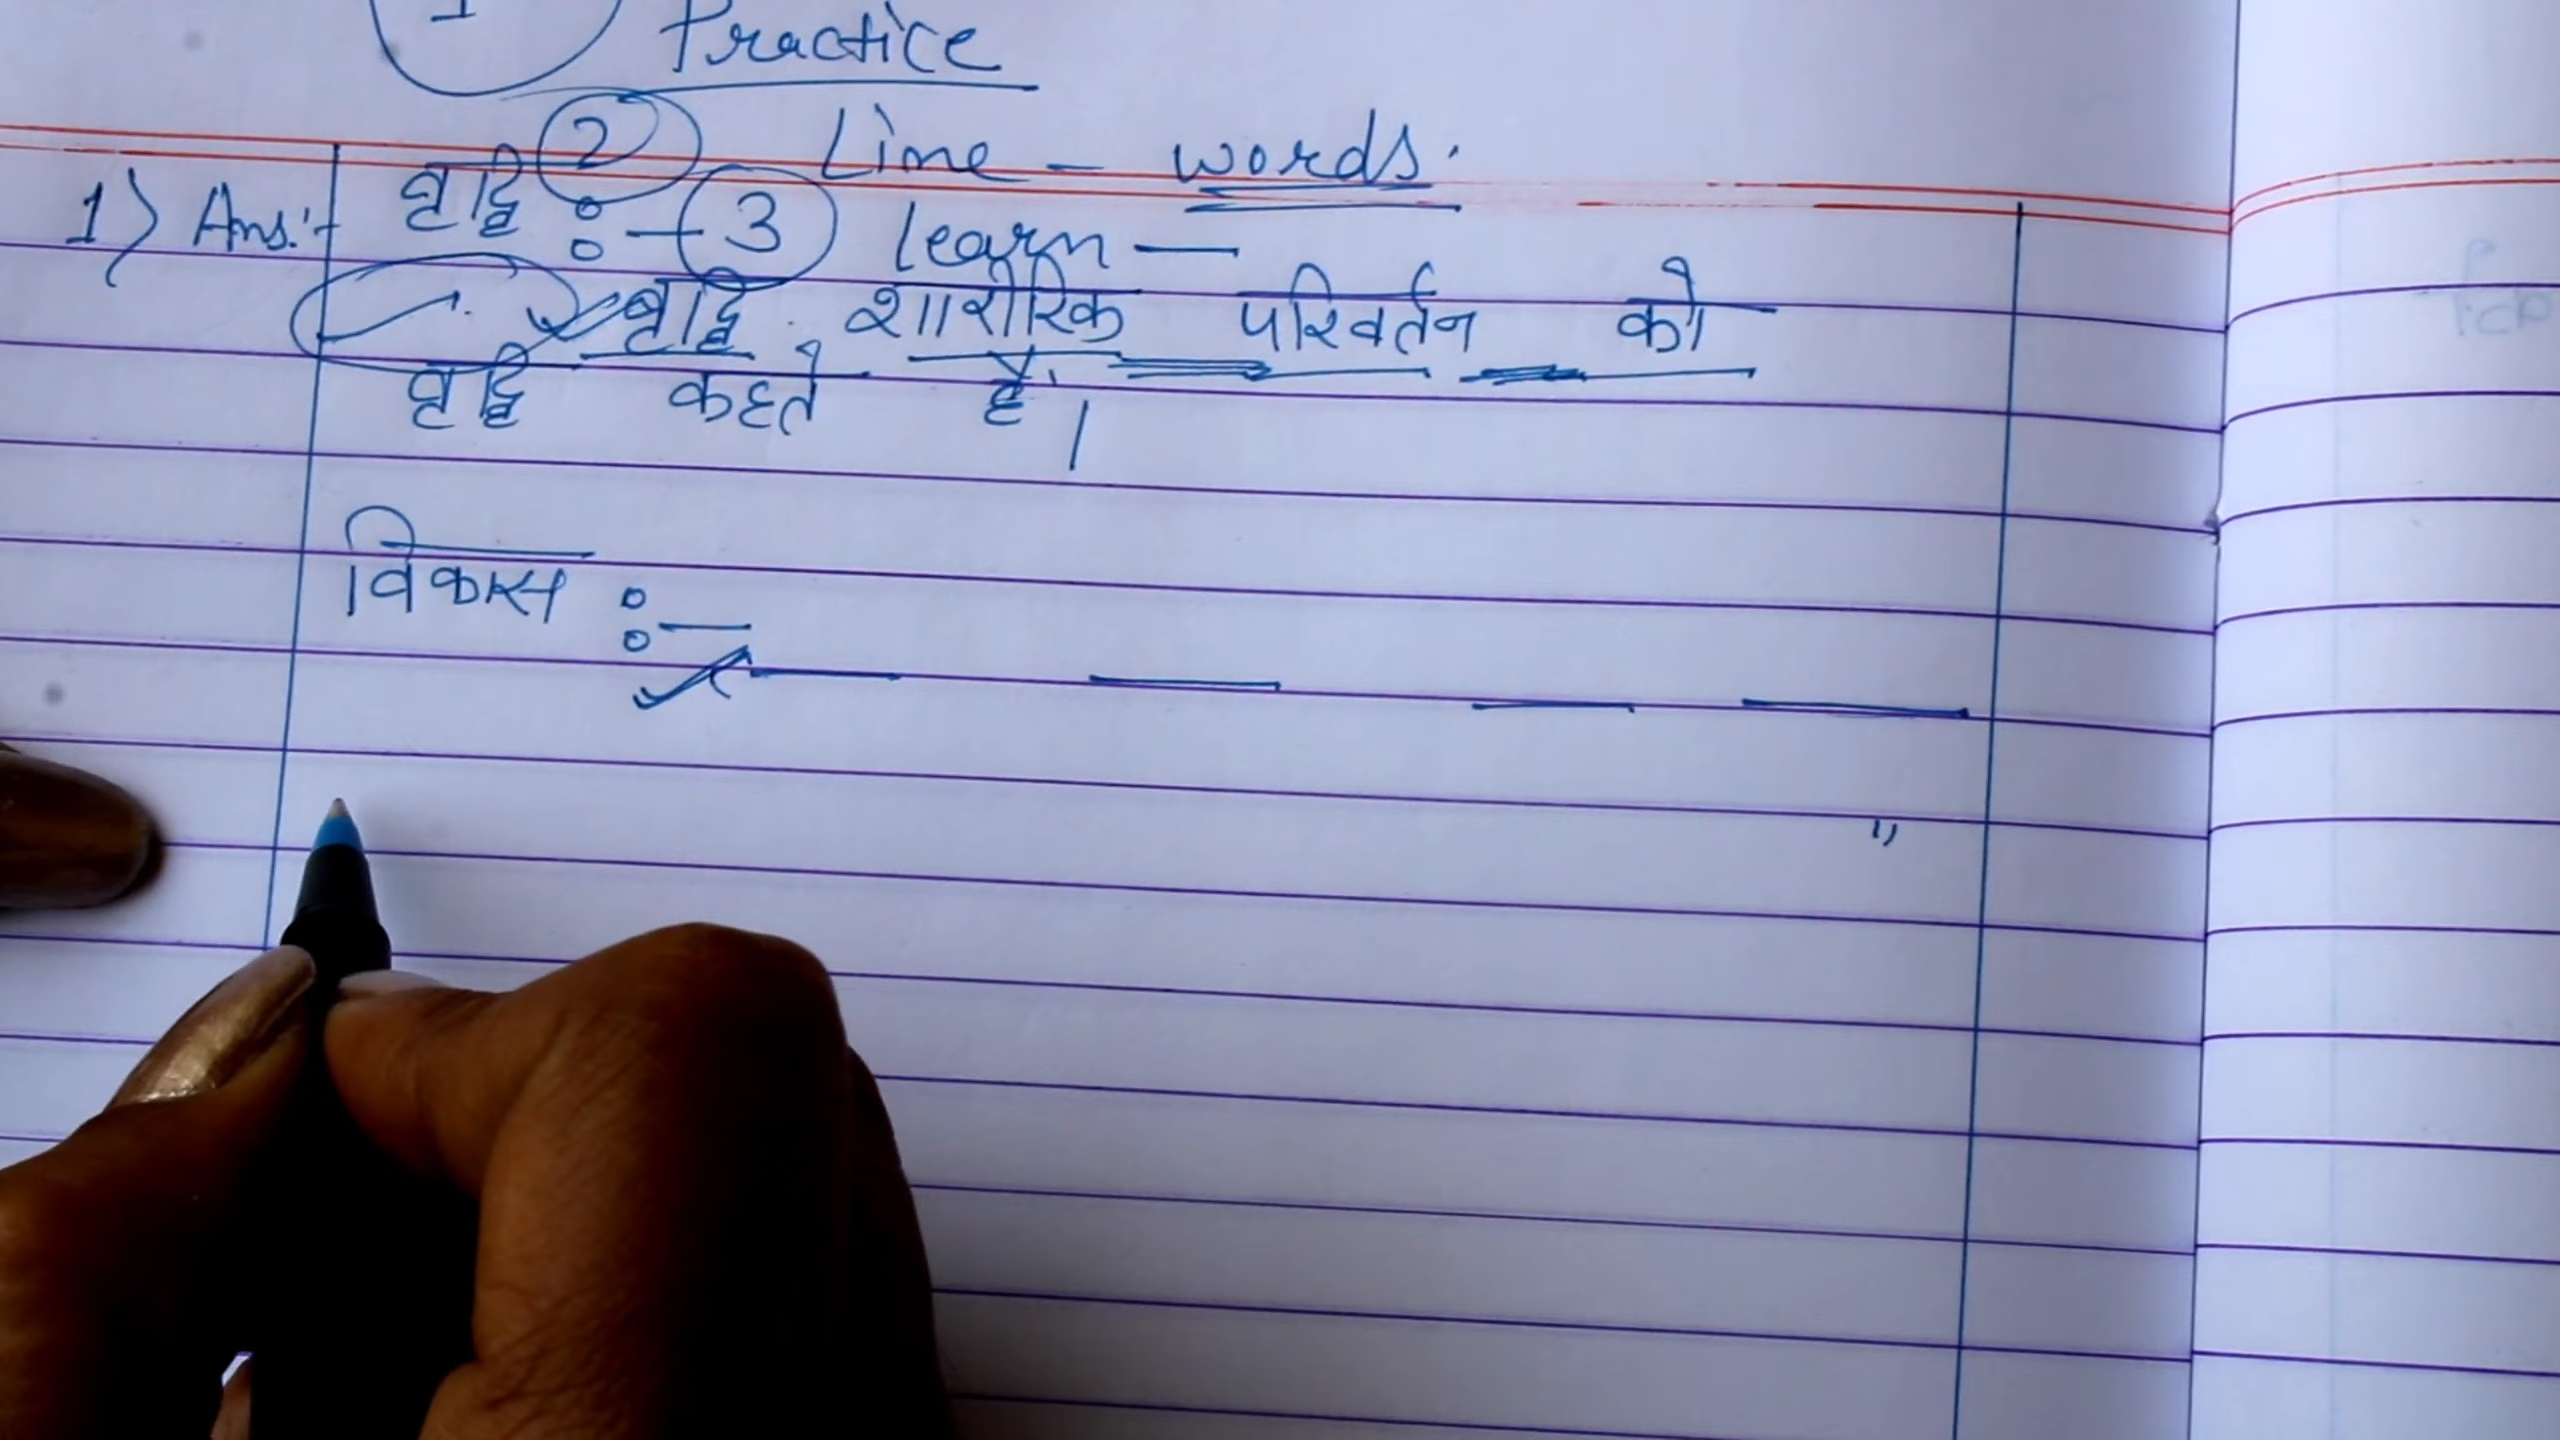 1 Practice
2 Line - words.
1) Ans:- वृद्धि :- 3 learn —
वृद्धि शारीरिक परिवर्तन को
वृद्धि कहते हैं।
विकास :-
"